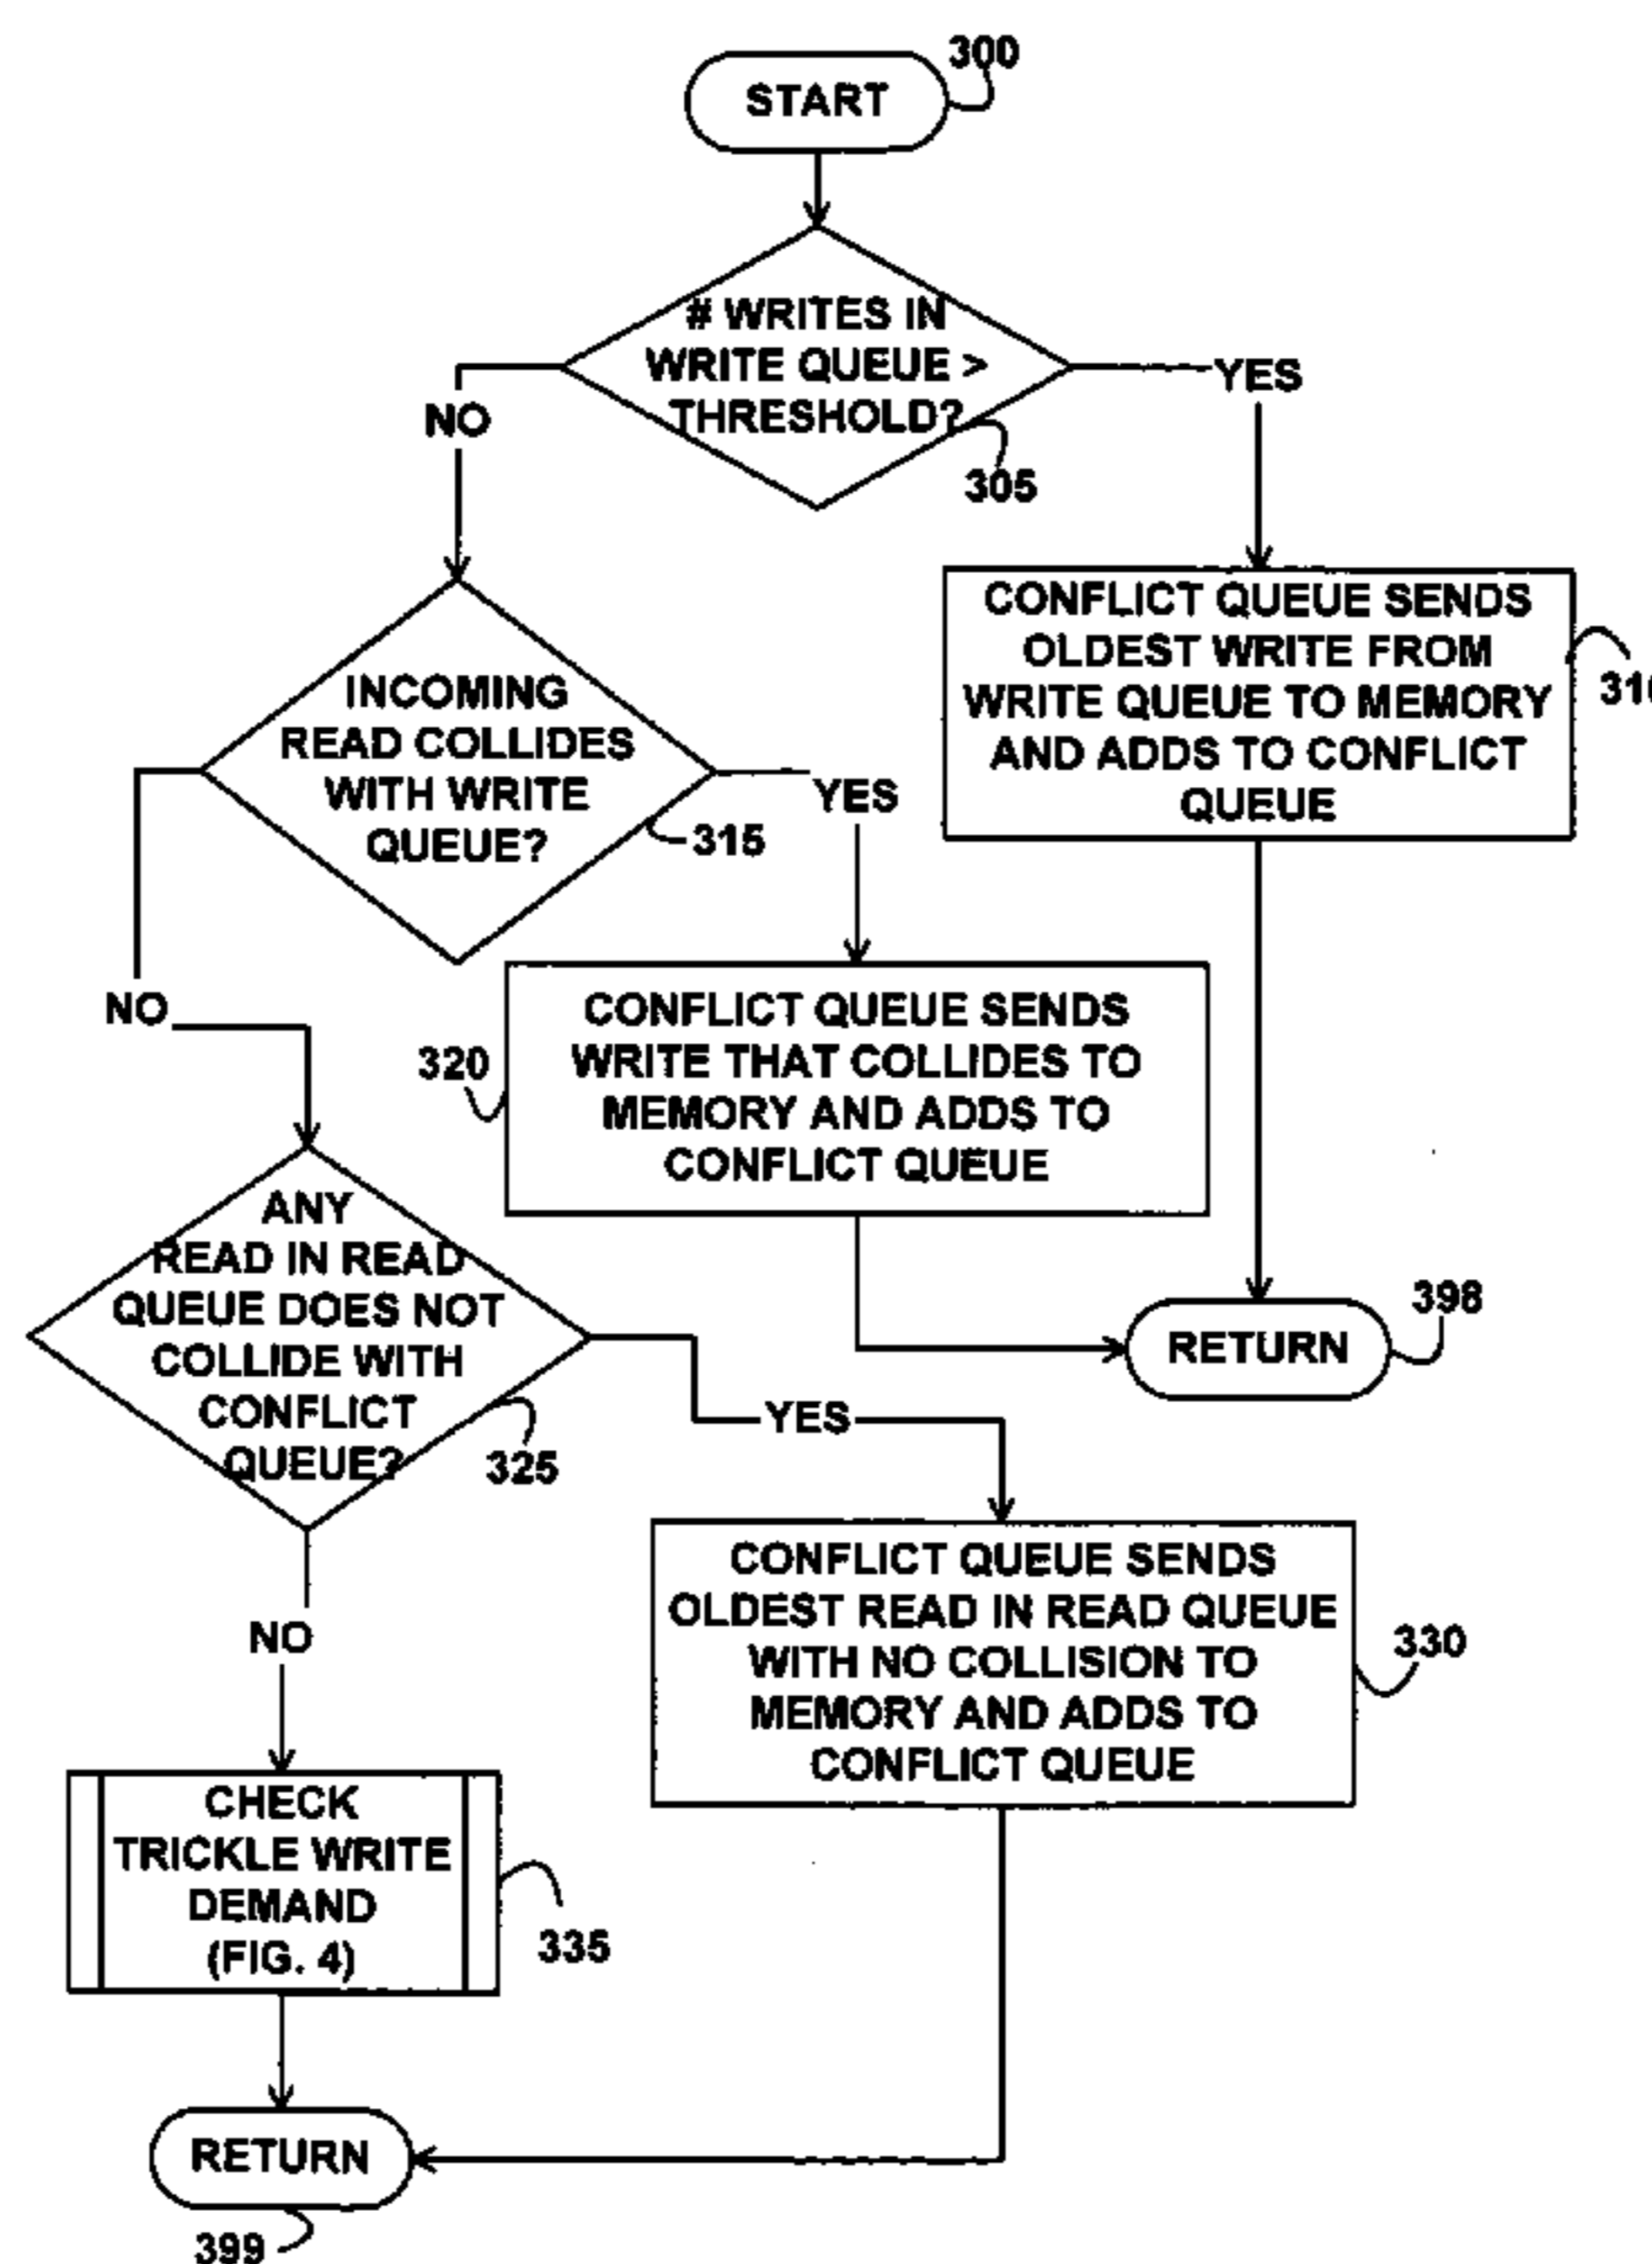 300
START
# WRITES IN
WRITE QUEUE >
THRESHOLD?
YES
NO
305
CONFLICT QUEUE SENDS
OLDEST WRITE FROM
WRITE QUEUE TO MEMORY
AND ADDS TO CONFLICT
QUEUE
INCOMING
READ COLLIDES
WITH WRITE
QUEUE?
YES
315
NO
CONFLICT QUEUE SENDS
WRITE THAT COLLIDES TO
MEMORY AND ADDS TO
CONFLICT QUEUE
320
ANY
READ IN READ
QUEUE DOES NOT
COLLIDE WITH
CONFLICT
QUEUE?
398
RETURN
YES
325
NO
CONFLICT QUEUE SENDS
OLDEST READ IN READ QUEUE
WITH NO COLLISION TO
MEMORY AND ADDS TO
CONFLICT QUEUE
330
CHECK
TRICKLE WRITE
DEMAND
(FIG. 4)
335
RETURN
399